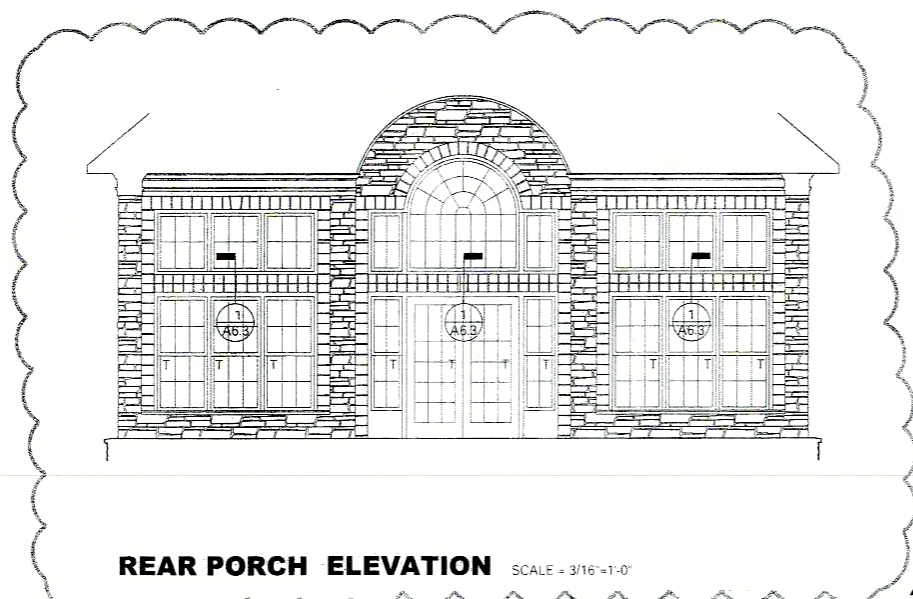 1 1 1
A6.3 A6.3 A6.3
T T T T T T T T T T
REAR PORCH ELEVATION SCALE = 3/16"=1'-0"